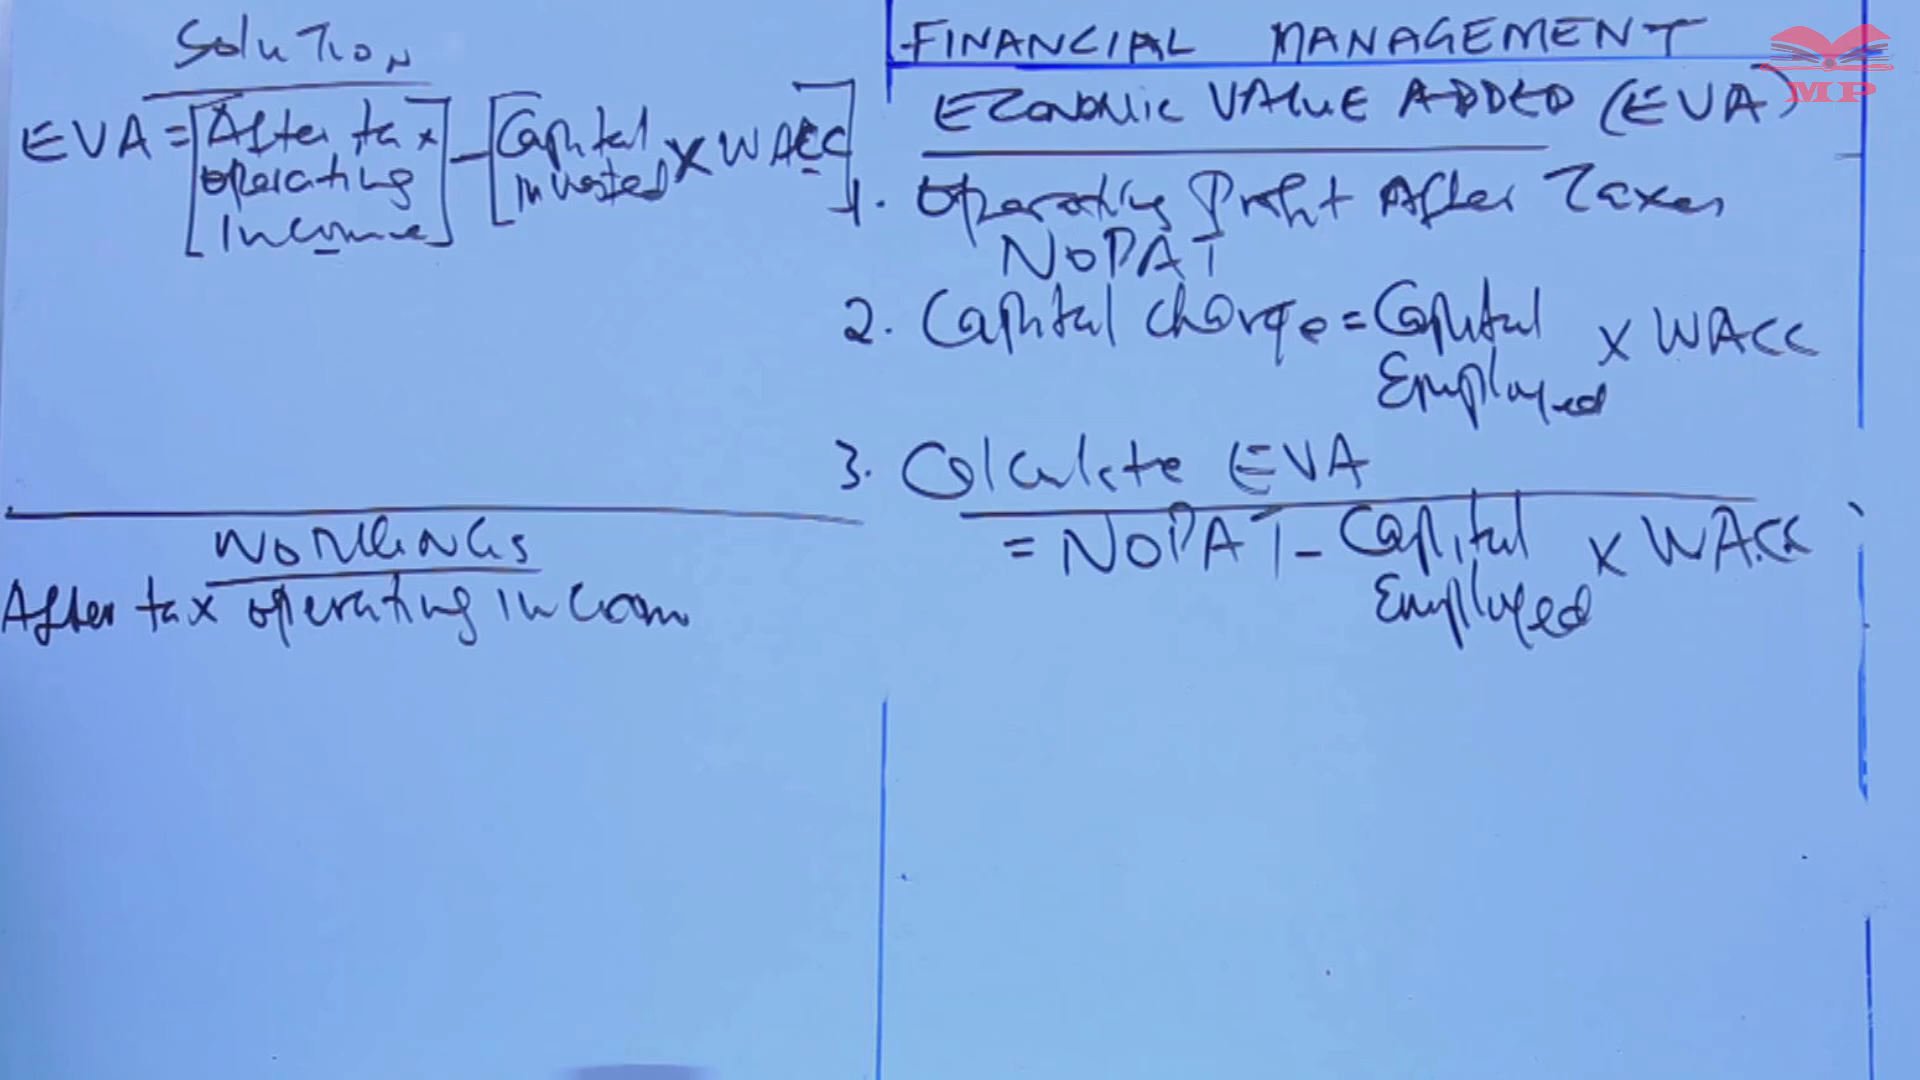 Solution
EVA = [After tax operating Income] - [Capital invested x WACC]
WORKINGS
After tax operating incom
FINANCIAL MANAGEMENT
ECONOMIC VALUE ADDED (EVA)
1. Operating Profit After Taxes
NOPAT
2. Capital charge = Capital Employed x WACC
3. Calculate EVA
= NOPAT - Capital Employed x WACC
MP